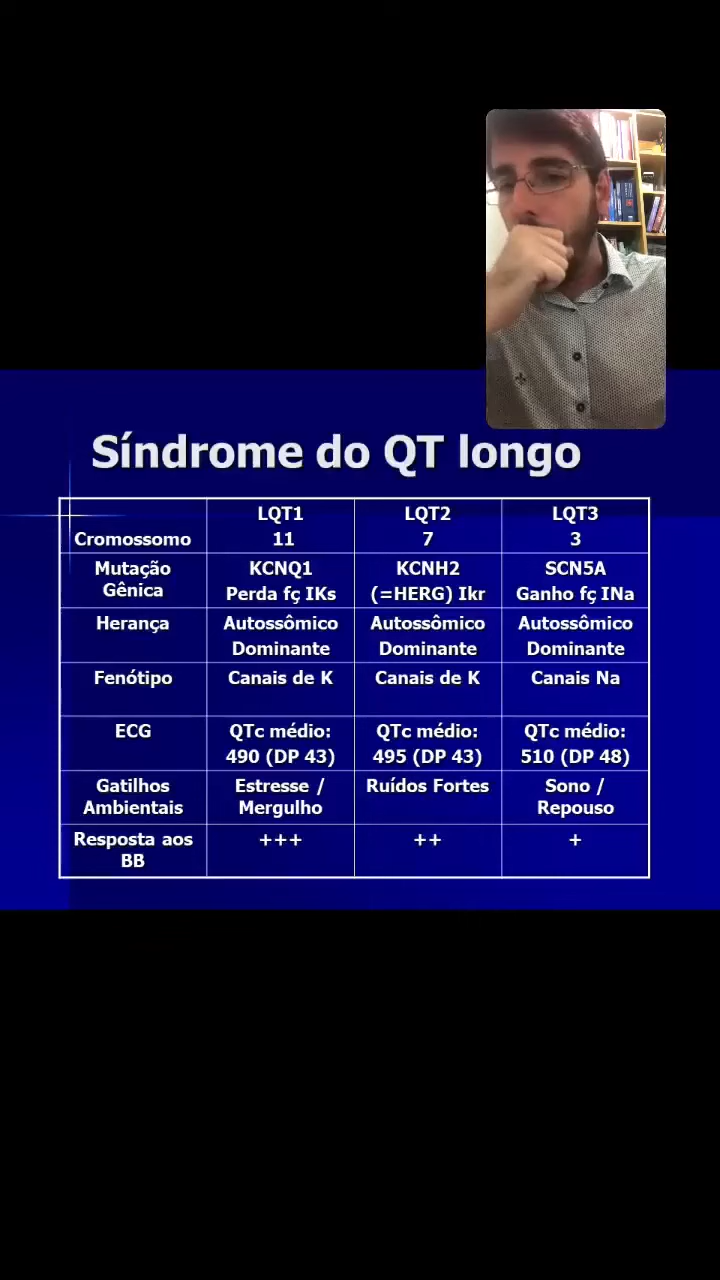 Síndrome do QT longo
Cromossomo
LQT1
11
LQT2
7
LQT3
3
Mutação
Gênica
KCNQ1
Perda fç IKs
KCNH2
(=HERG) Ikr
SCN5A
Ganho fç INa
Herança
Autossômico
Dominante
Autossômico
Dominante
Autossômico
Dominante
Fenótipo
Canais de K
Canais de K
Canais Na
ECG
QTc médio:
490 (DP 43)
QTc médio:
495 (DP 43)
QTc médio:
510 (DP 48)
Gatilhos
Ambientais
Estresse /
Mergulho
Ruídos Fortes
Sono /
Repouso
Resposta aos
BB
+++
++
+